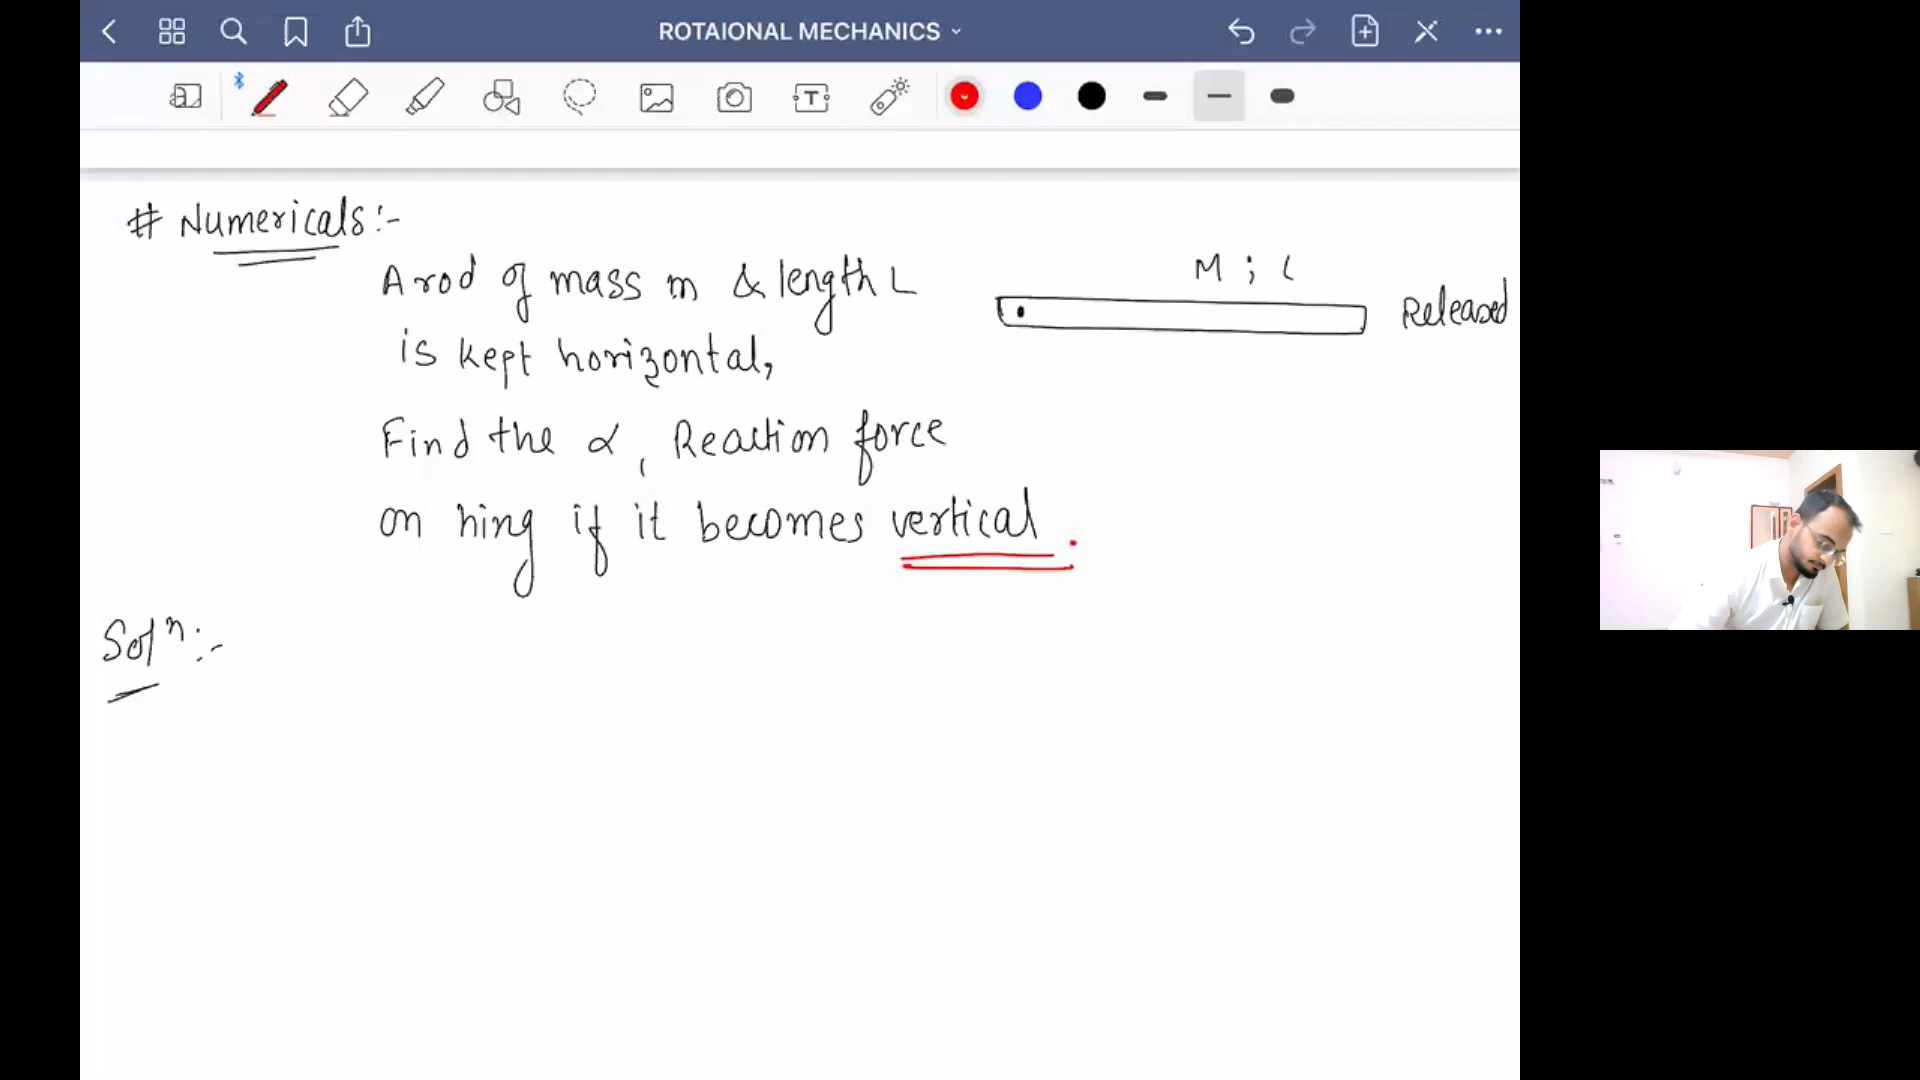 ROTAIONAL MECHANICS
# Numericals:-
A rod of mass m & length L
M ; L
Released
is kept horizontal,
Find the α, Reaction force
on hing if it becomes vertical.
Solⁿ:-